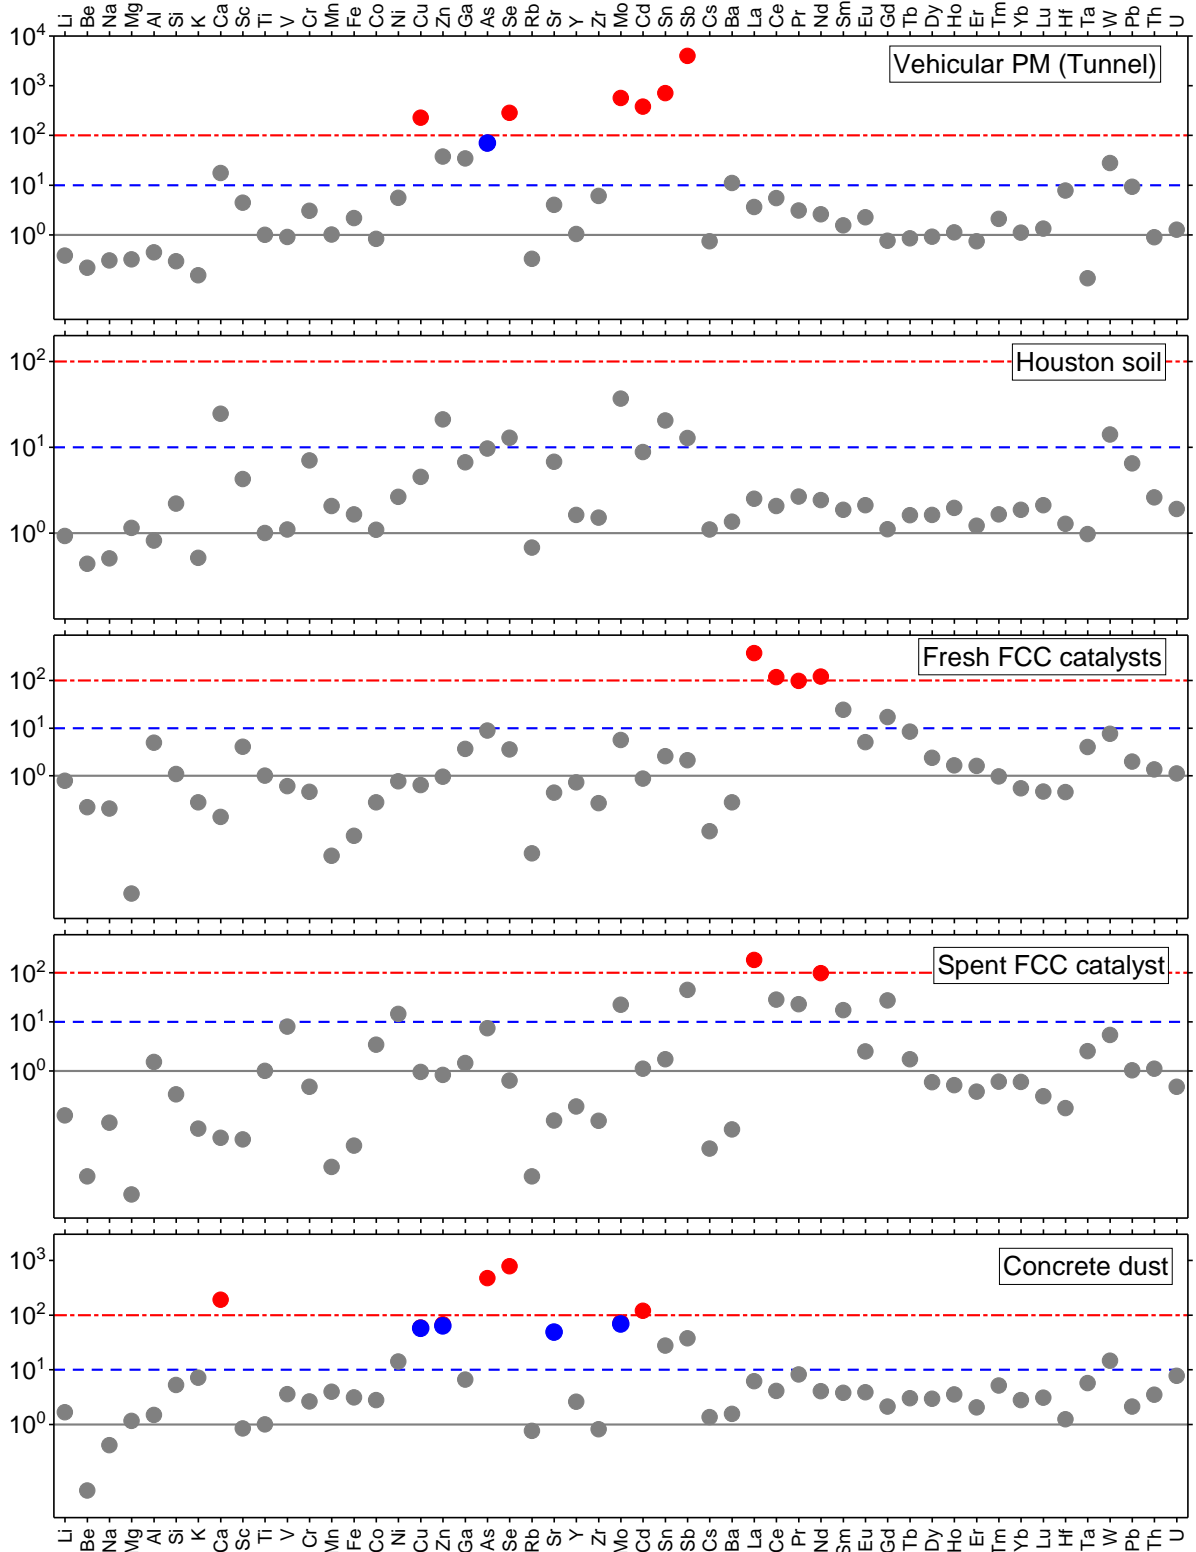 Li Be Na Mg Al Si K Ca Sc Ti V Cr Mn Fe Co Ni Cu Zn Ga As Se Rb Sr Y Zr Mo Cd Sn Sb Cs Ba La Ce Pr Nd Sm Eu Gd Tb Dy Ho Er Tm Yb Lu Hf Ta W Pb Th U
10⁴
Vehicular PM (Tunnel)
10³
10²
10¹
10⁰
Houston soil
10²
10¹
10⁰
Fresh FCC catalysts
10²
10¹
10⁰
Spent FCC catalyst
10²
10¹
10⁰
10³
Concrete dust
10²
10¹
10⁰
Li Be Na Mg Al Si K Ca Sc Ti V Cr Mn Fe Co Ni Cu Zn Ga As Se Rb Sr Y Zr Mo Cd Sn Sb Cs Ba La Ce Pr Nd Sm Eu Gd Tb Dy Ho Er Tm Yb Lu Hf Ta W Pb Th U